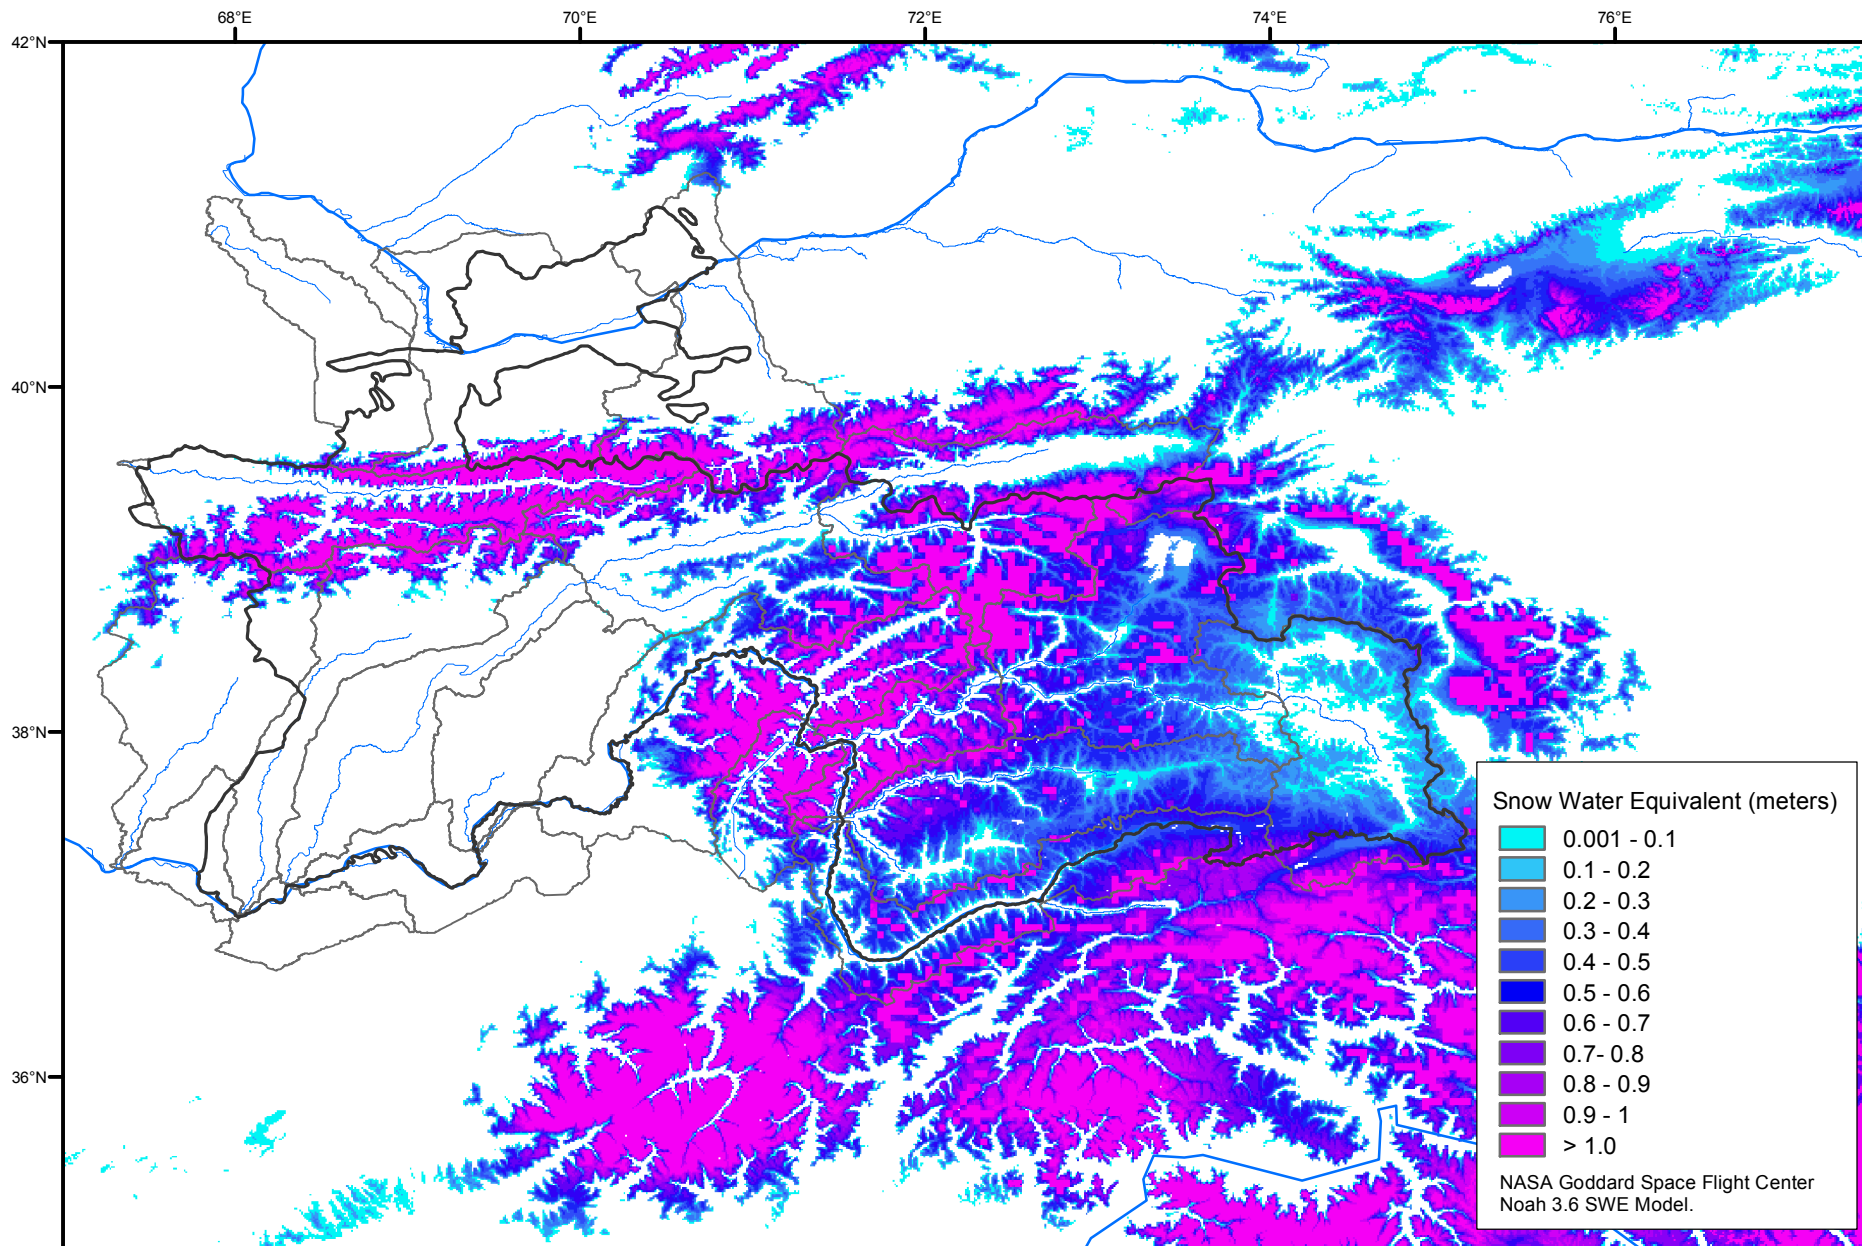 68°E 70°E 72°E 74°E 76°E
42°N
40°N
38°N
36°N
Snow Water Equivalent (meters)
0.001 - 0.1
0.1 - 0.2
0.2 - 0.3
0.3 - 0.4
0.4 - 0.5
0.5 - 0.6
0.6 - 0.7
0.7- 0.8
0.8 - 0.9
0.9 - 1
> 1.0
NASA Goddard Space Flight Center
Noah 3.6 SWE Model.